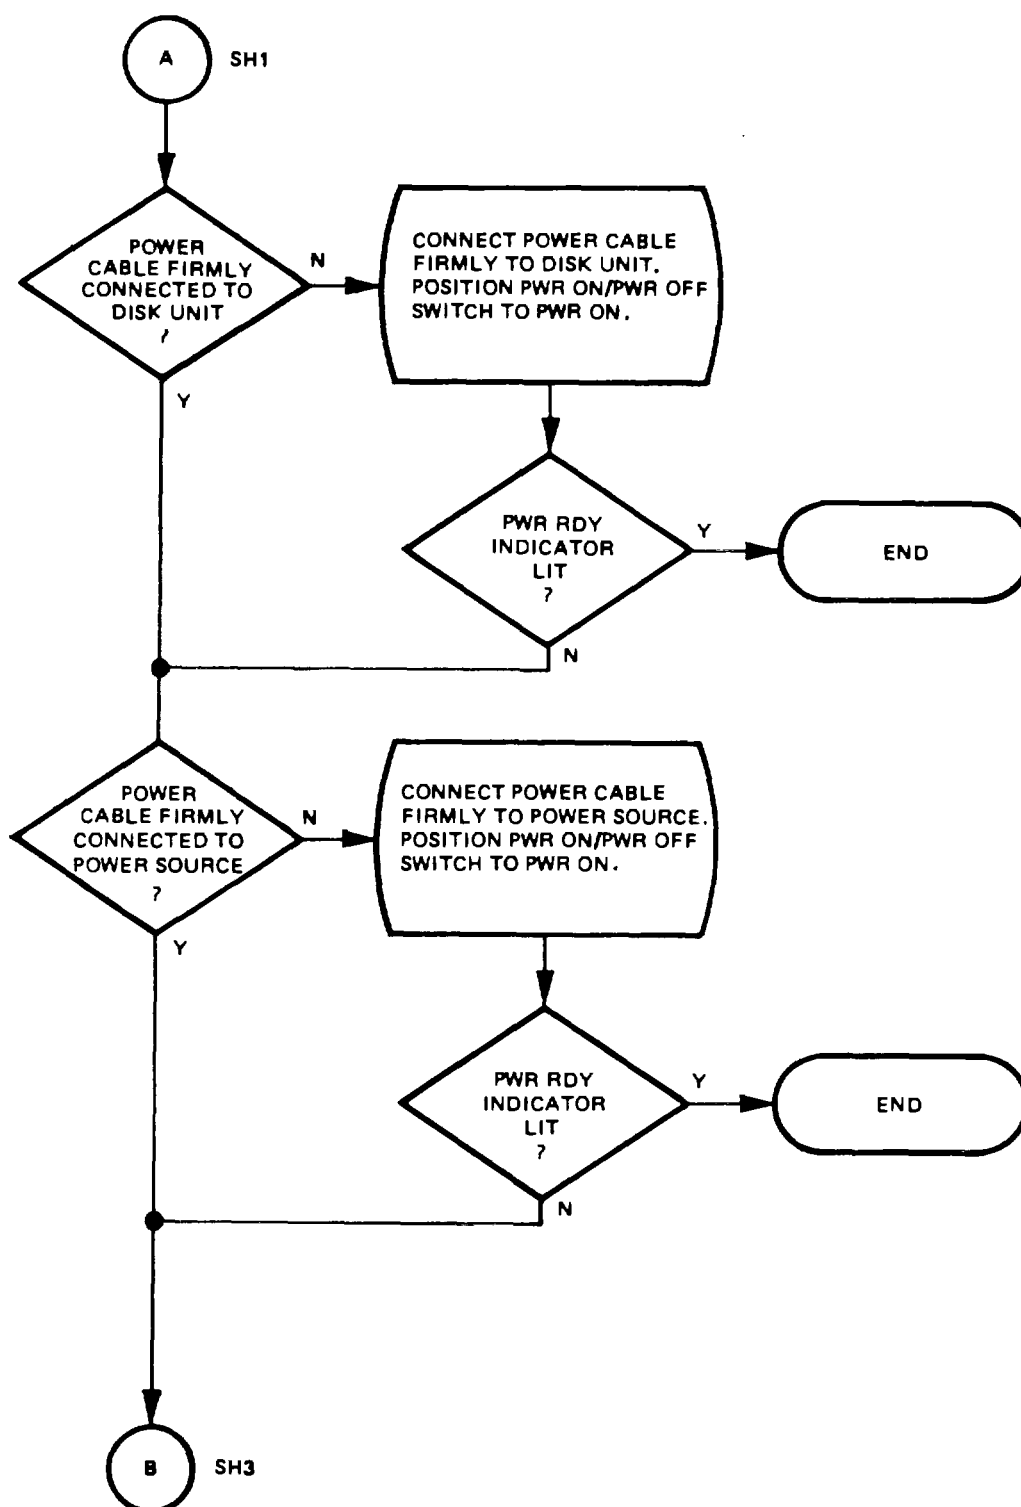 A SH1
POWER
CABLE FIRMLY
CONNECTED TO
DISK UNIT
?
N
Y
CONNECT POWER CABLE
FIRMLY TO DISK UNIT.
POSITION PWR ON/PWR OFF
SWITCH TO PWR ON.
PWR RDY
INDICATOR
LIT
?
Y
N
END
POWER
CABLE FIRMLY
CONNECTED TO
POWER SOURCE
?
N
Y
CONNECT POWER CABLE
FIRMLY TO POWER SOURCE.
POSITION PWR ON/PWR OFF
SWITCH TO PWR ON.
PWR RDY
INDICATOR
LIT
?
Y
N
END
B SH3